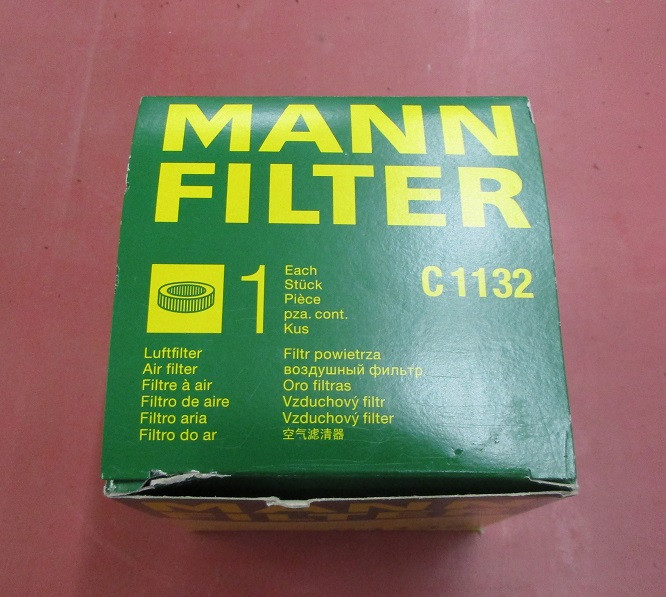 MANN
FILTER
1
Each
Stück
Pièce
pza. cont.
Kus
C 1132
Luftfilter
Air filter
Filtre à air
Filtro de aire
Filtro aria
Filtro do ar
Filtr powietrza
воздушный фильтр
Oro filtras
Vzduchový filtr
Vzduchový filter
空气滤清器
MANN
FILTER